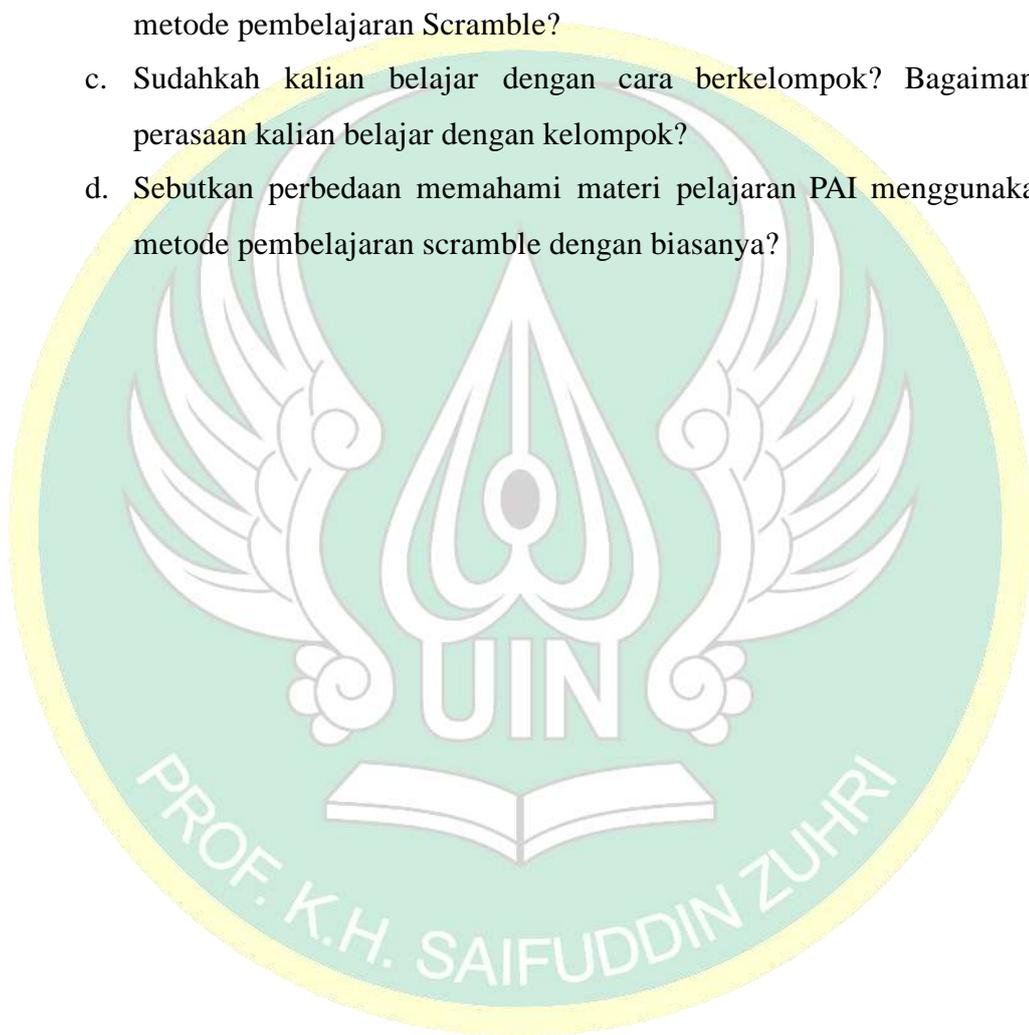 metode pembelajaran Scramble?
c. Sudahkah kalian belajar dengan cara berkelompok? Bagaiman
perasaan kalian belajar dengan kelompok?
d. Sebutkan perbedaan memahami materi pelajaran PAI menggunaka
metode pembelajaran scramble dengan biasanya?
UIN
PROF. K.H. SAIFUDDIN ZUHRI